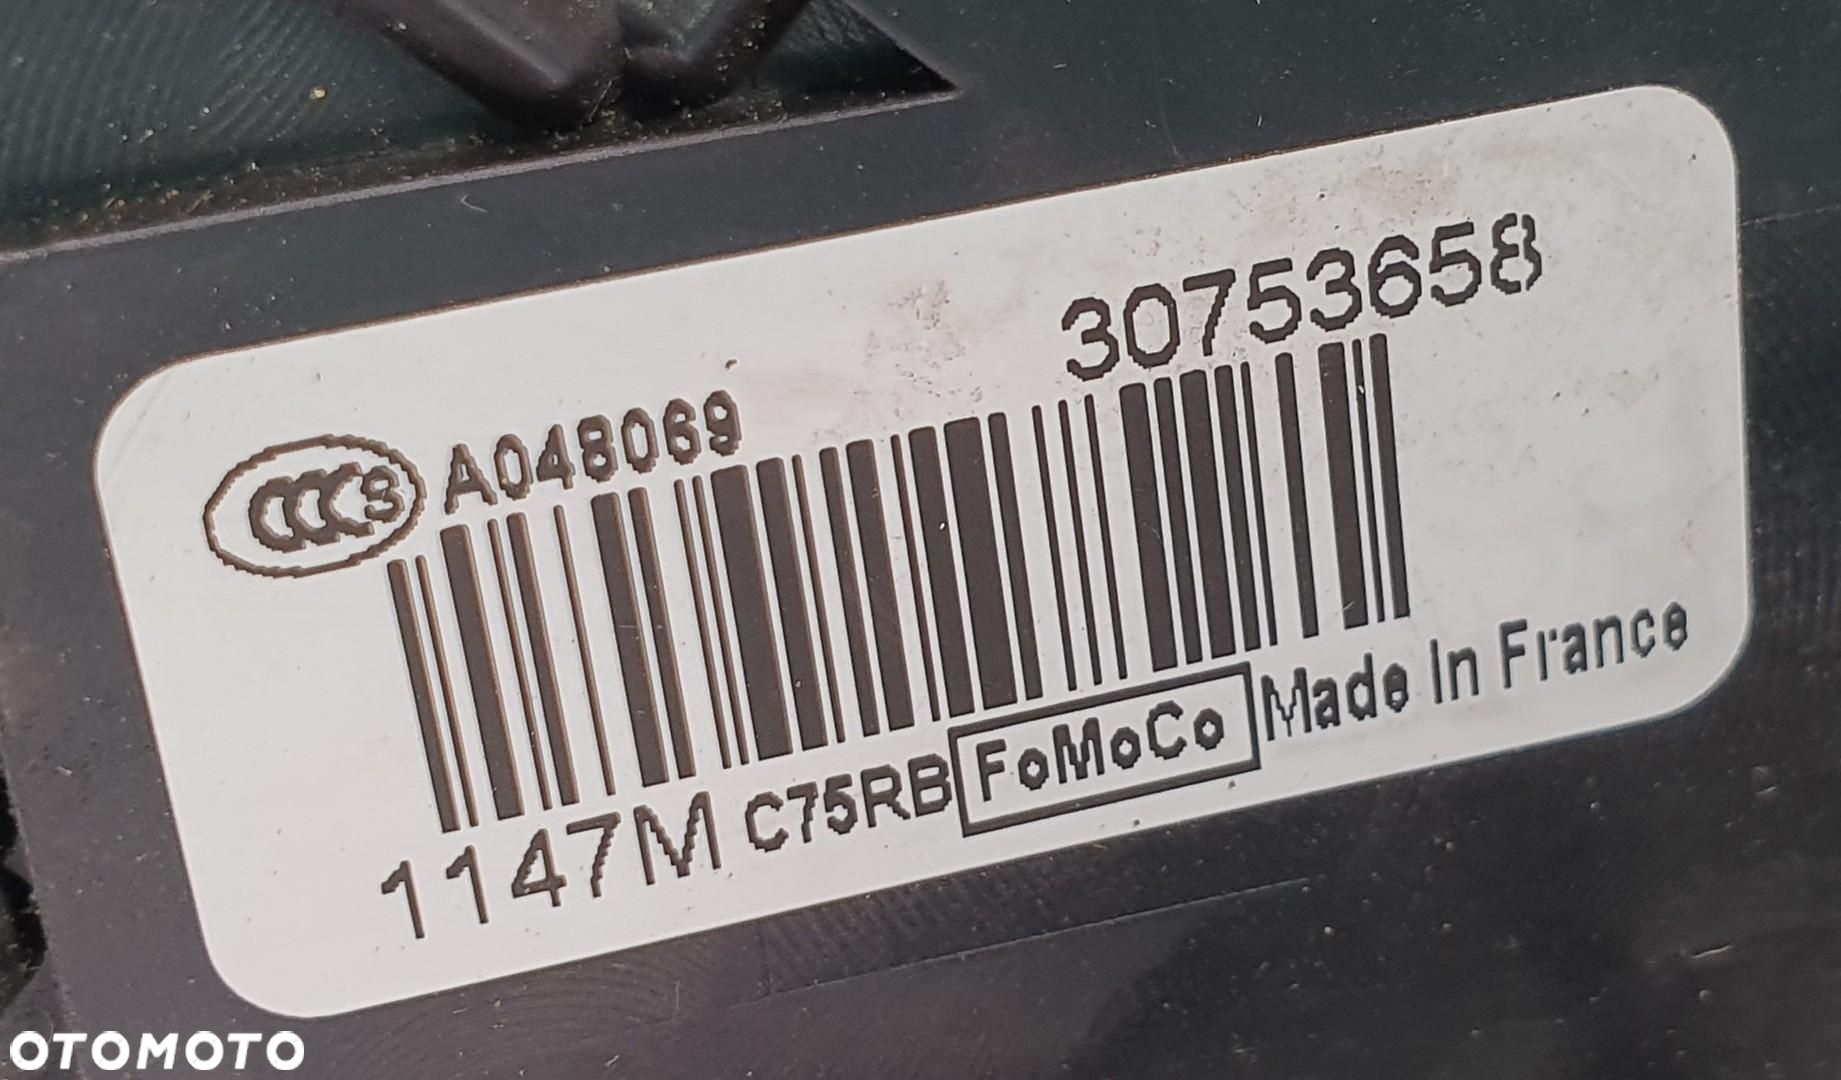 30753658
CCC S A048069
1147M C75RB FoMoCo Made In France
OTOMOTO